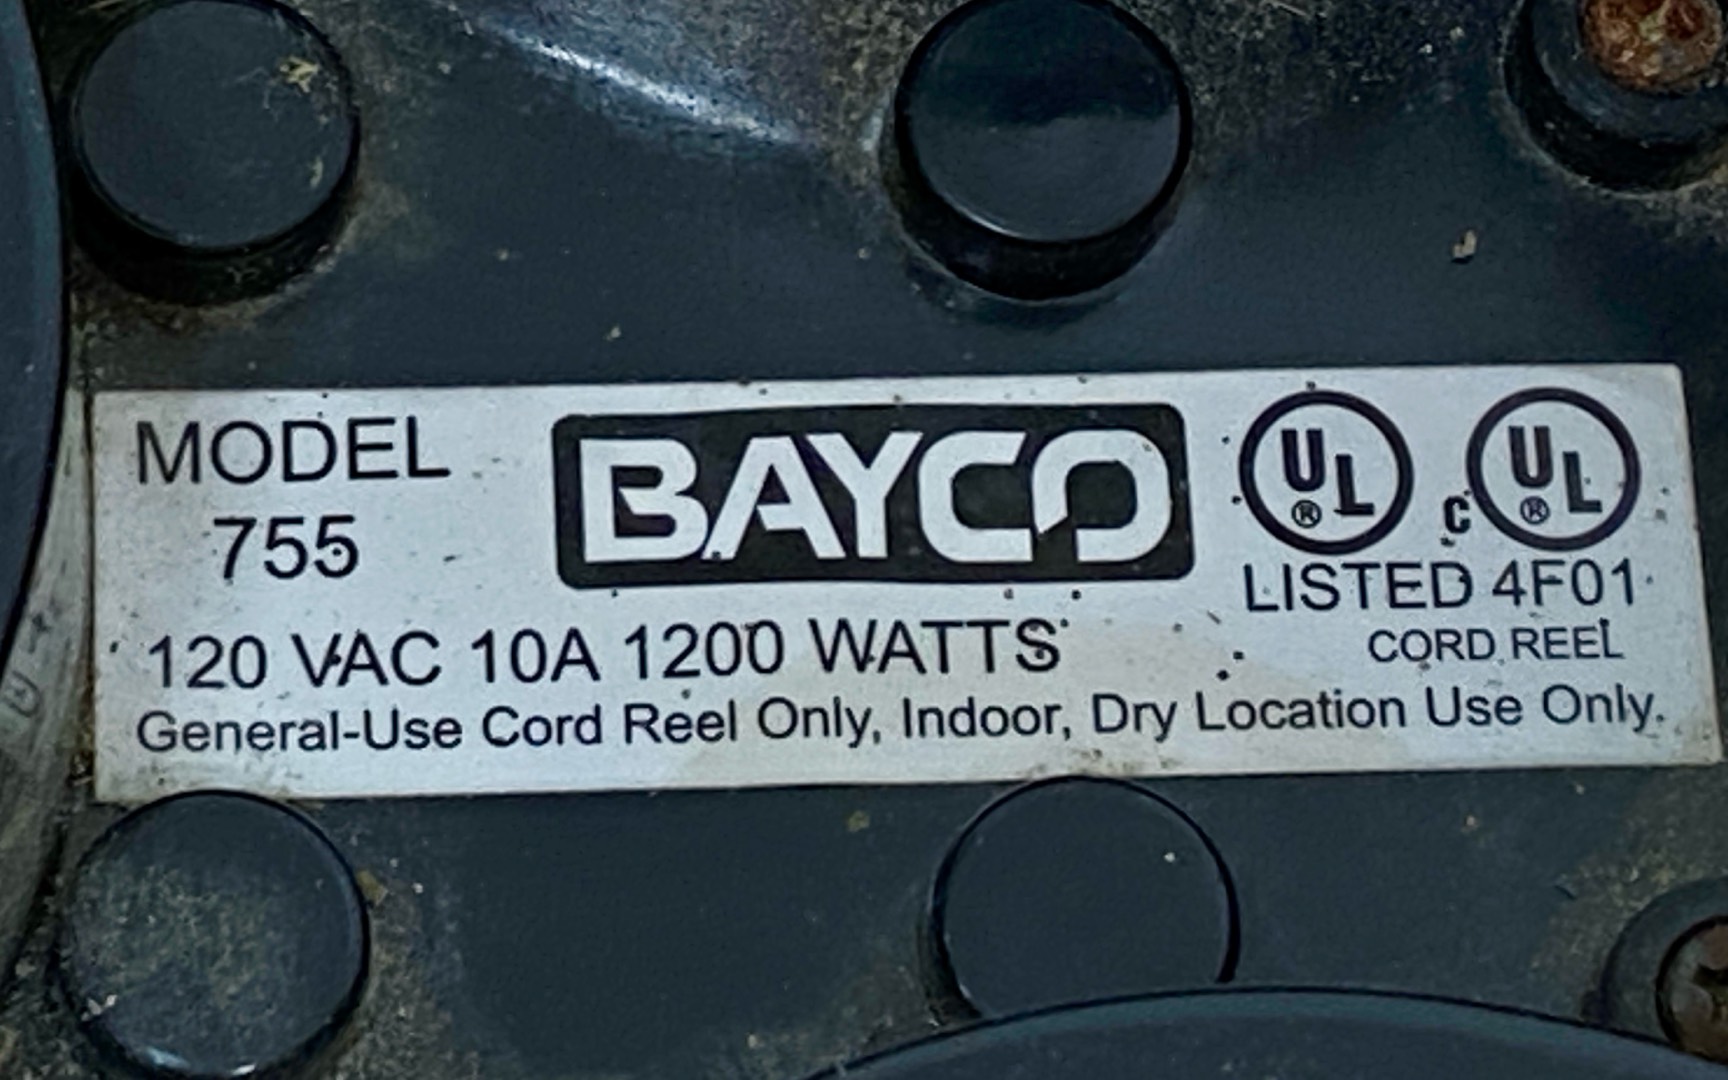 MODEL
755
BAYCO
UL ® c UL ®
LISTED 4F01
CORD REEL
120 VAC 10A 1200 WATTS
General-Use Cord Reel Only, Indoor, Dry Location Use Only.